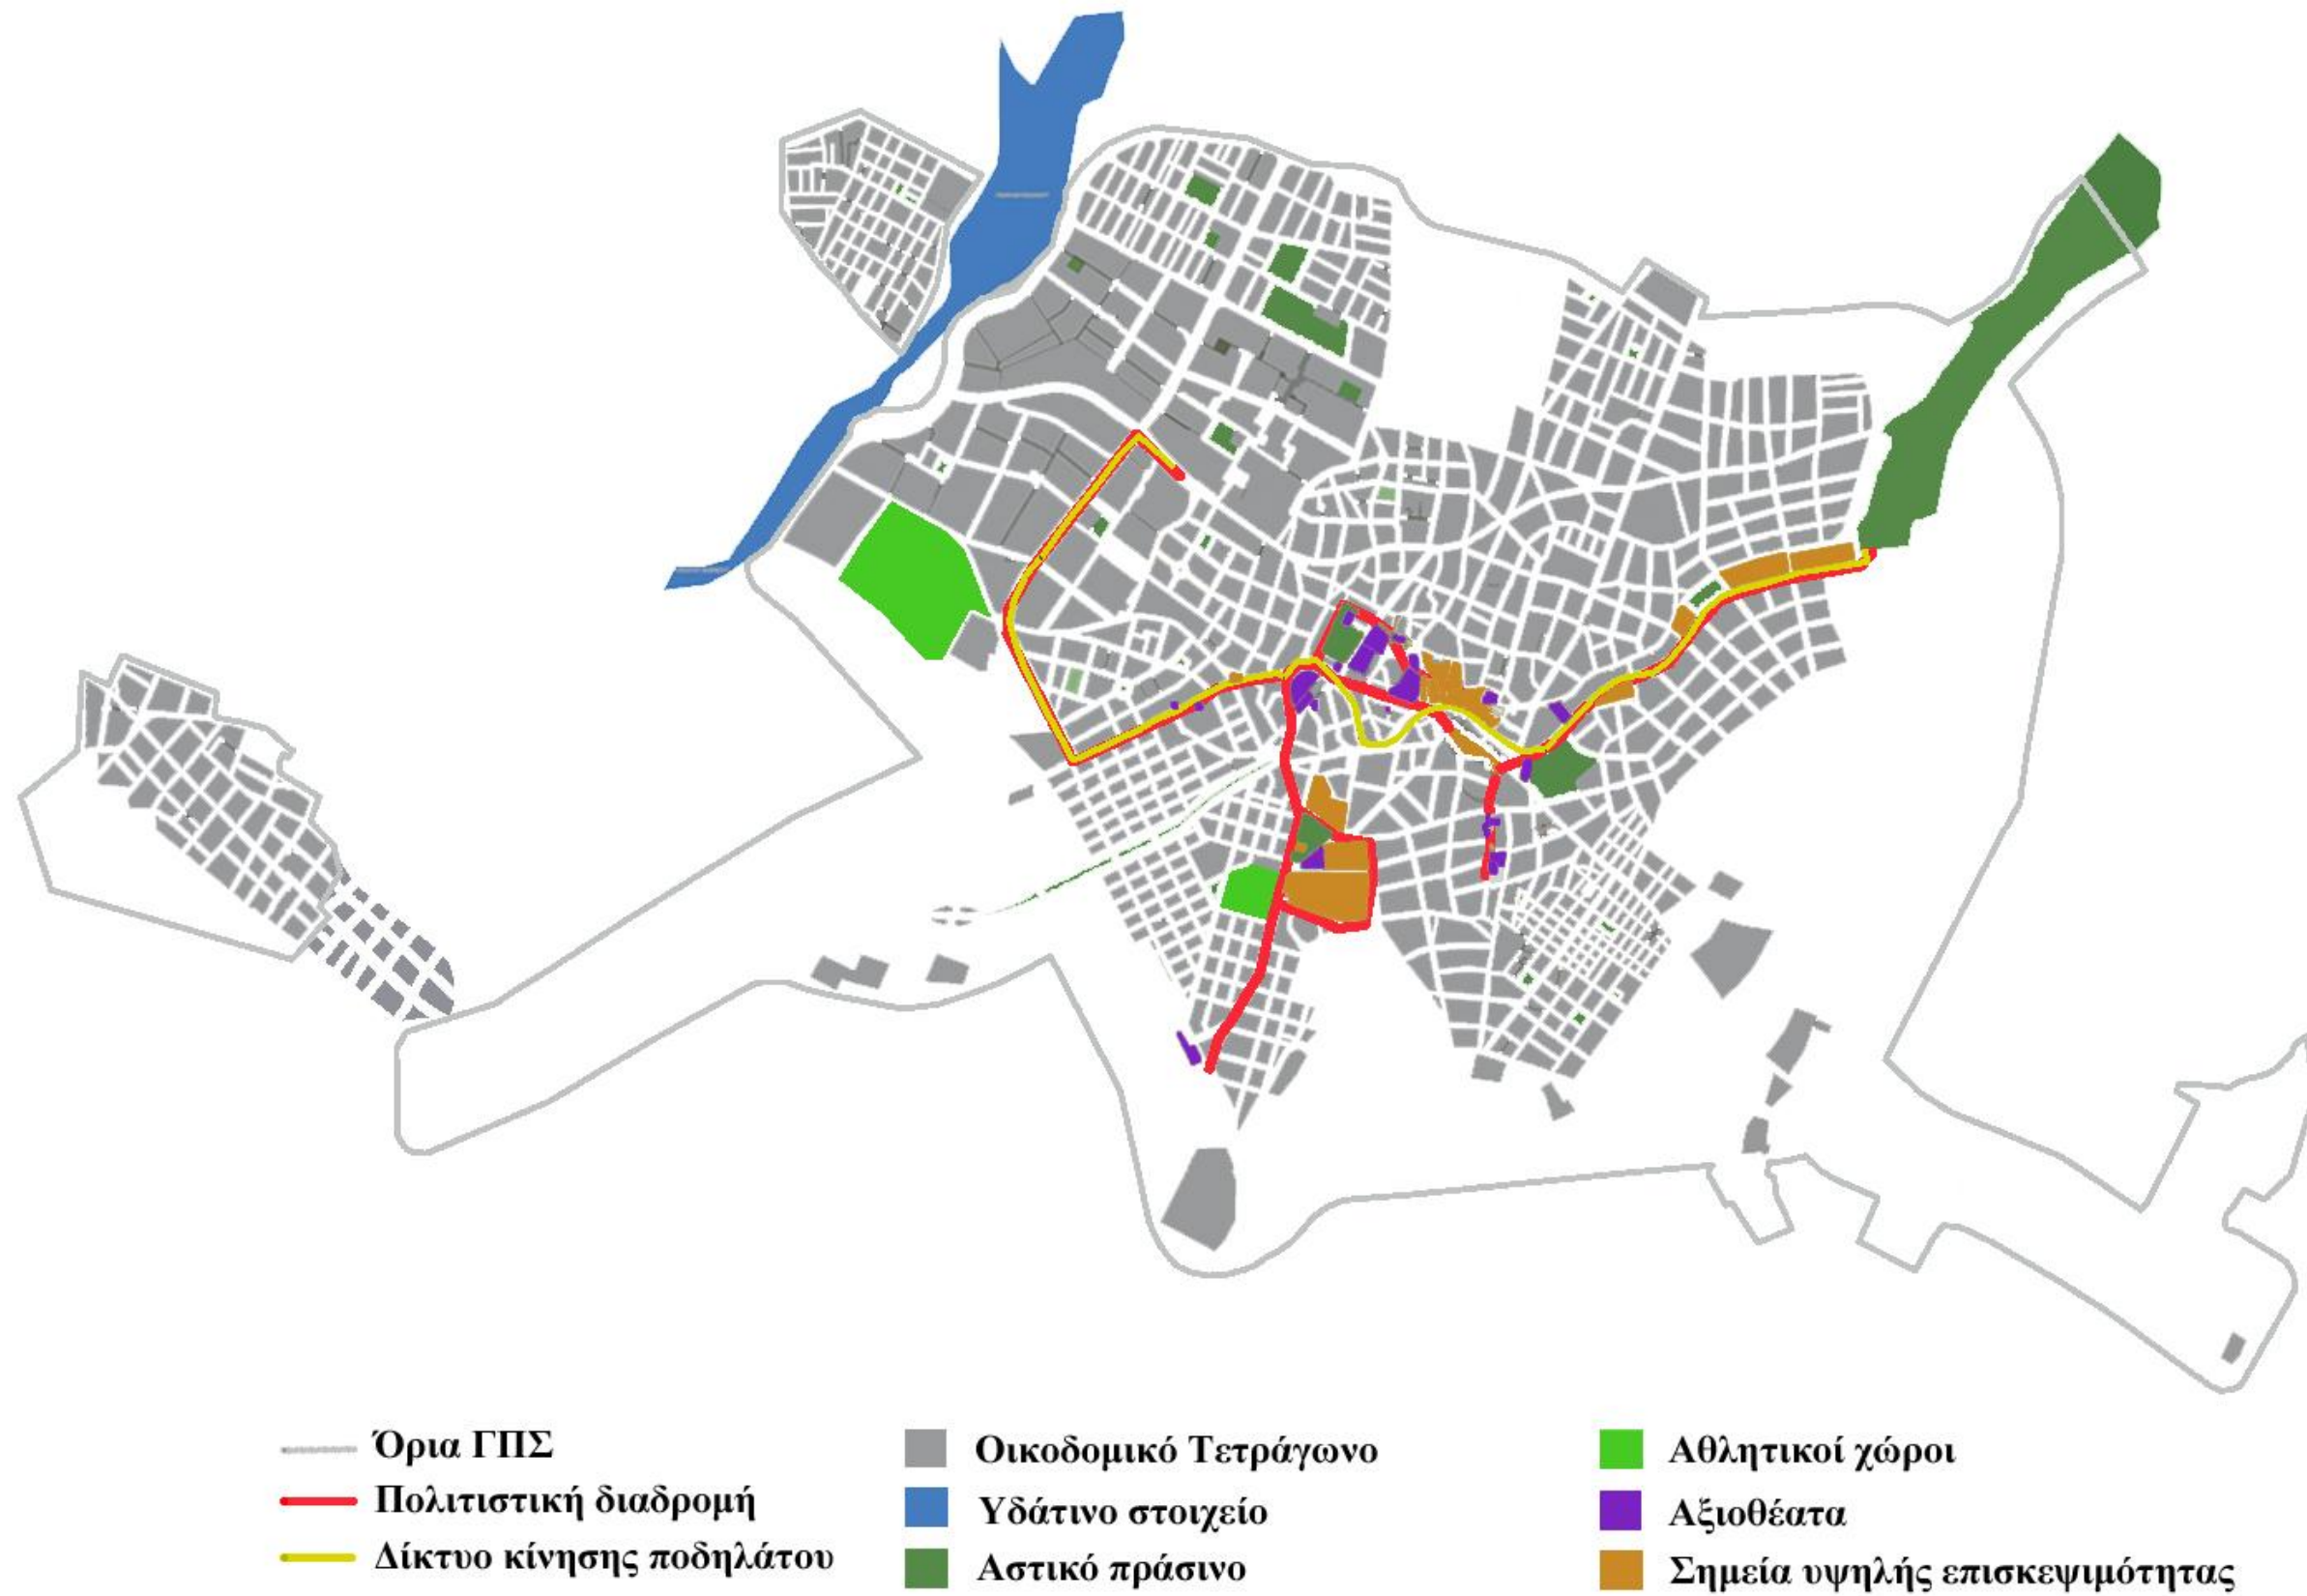 Όρια ΓΠΣ
Πολιτιστική διαδρομή
Δίκτυο κίνησης ποδηλάτου
Οικοδομικό Τετράγωνο
Υδάτινο στοιχείο
Αστικό πράσινο
Αθλητικοί χώροι
Αξιοθέατα
Σημεία υψηλής επισκεψιμότητας